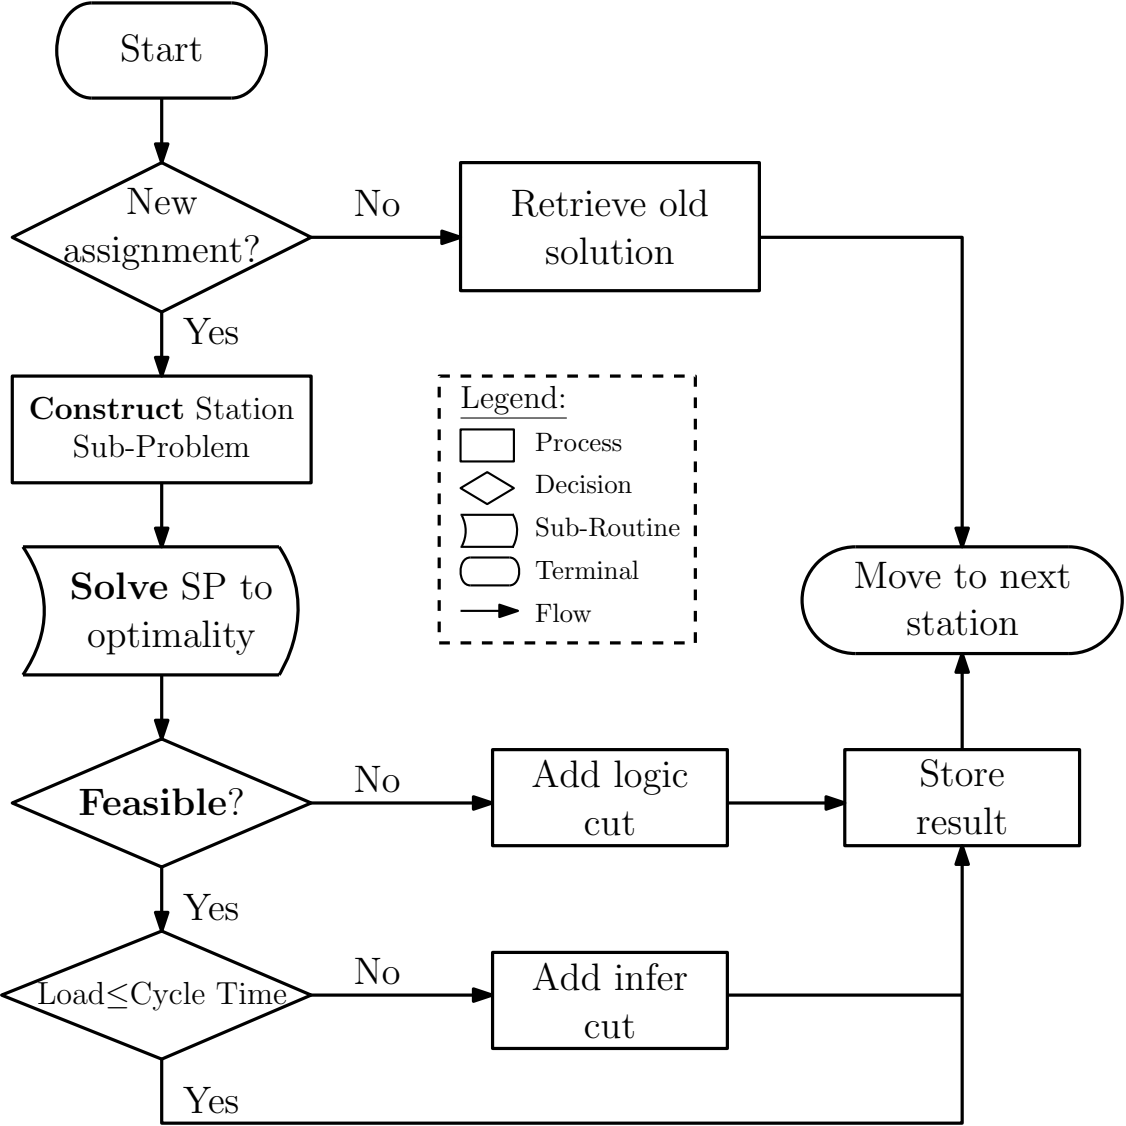 Start
New
assignment?
No
Retrieve old
solution
Yes
Construct Station
Sub-Problem
Legend:
Process
Decision
Sub-Routine
Terminal
Flow
Solve SP to
optimality
Move to next
station
Feasible?
No
Add logic
cut
Store
result
Yes
Load≤Cycle Time
No
Add infer
cut
Yes